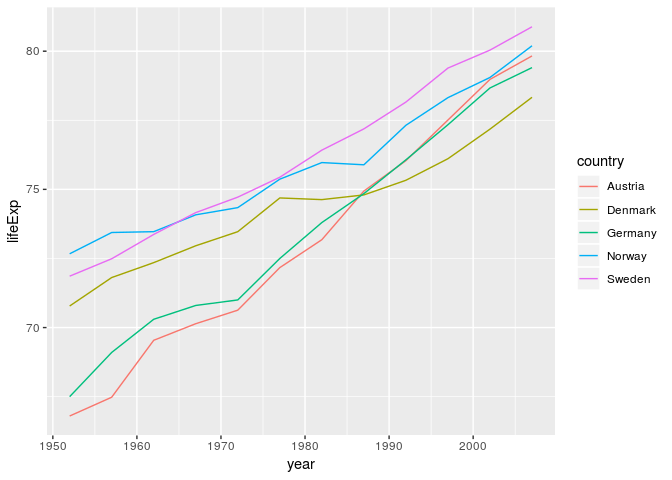 80
75
70
lifeExp
1950 1960 1970 1980 1990 2000
year
country
Austria
Denmark
Germany
Norway
Sweden